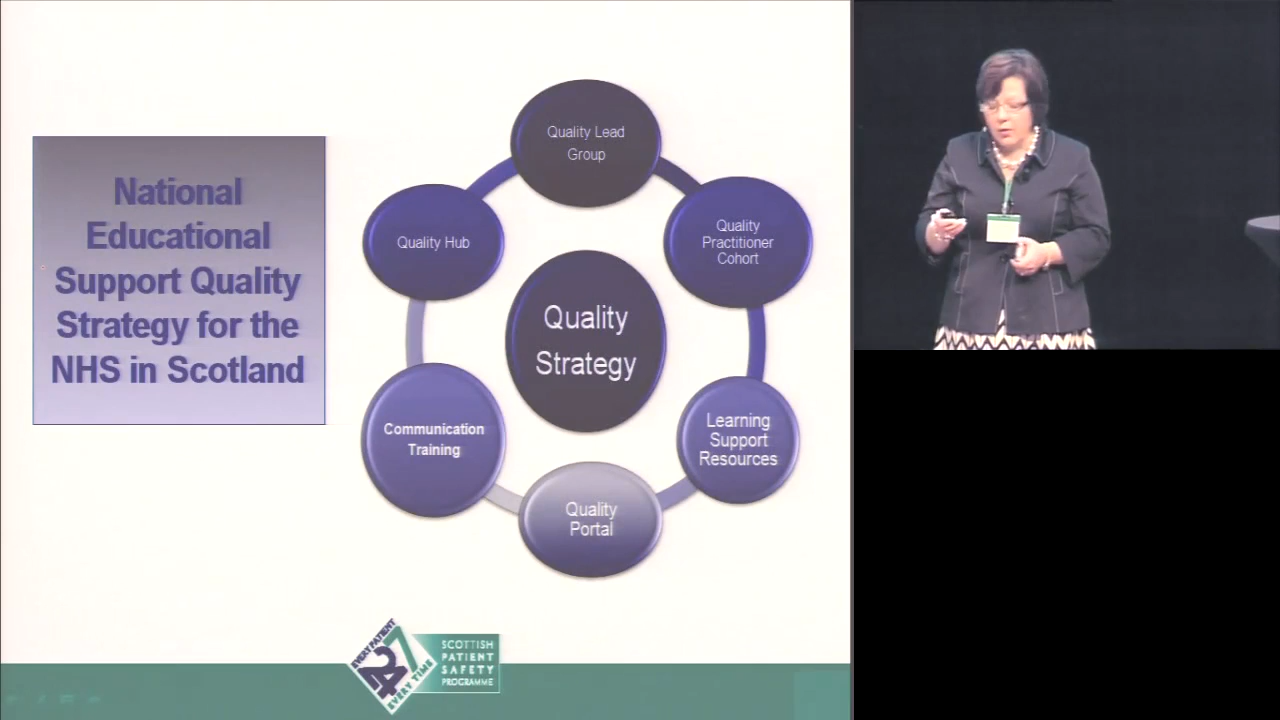 National
Educational
Support Quality
Strategy for the
NHS in Scotland
Quality Lead
Group
Quality
Practitioner
Cohort
Learning
Support
Resources
Quality
Portal
Communication
Training
Quality Hub
Quality
Strategy
EVERY PATIENT
24
7
EVERY TIME
SCOTTISH
PATIENT
SAFETY
PROGRAMME